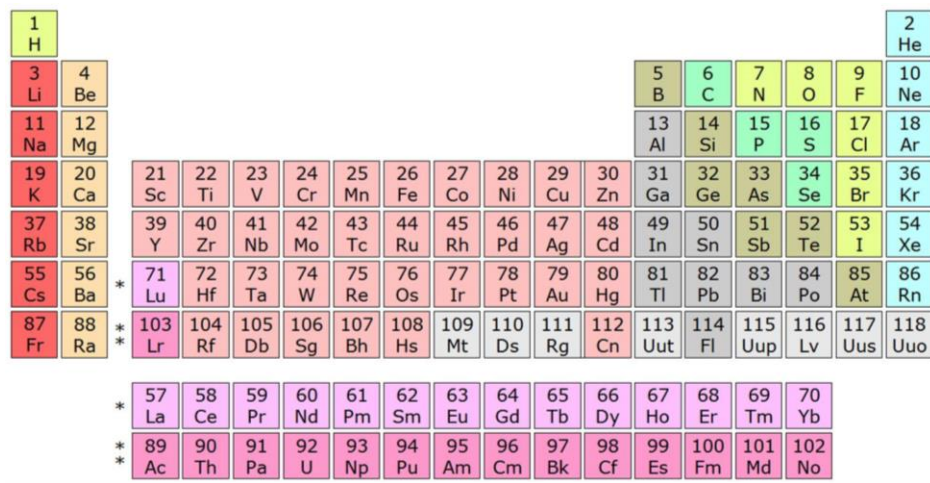 1 2
H He
3 4 5 6 7 8 9 10
Li Be B C N O F Ne
11 12 13 14 15 16 17 18
Na Mg Al Si P S Cl Ar
19 20 21 22 23 24 25 26 27 28 29 30 31 32 33 34 35 36
K Ca Sc Ti V Cr Mn Fe Co Ni Cu Zn Ga Ge As Se Br Kr
37 38 39 40 41 42 43 44 45 46 47 48 49 50 51 52 53 54
Rb Sr Y Zr Nb Mo Tc Ru Rh Pd Ag Cd In Sn Sb Te I Xe
55 56 * 71 72 73 74 75 76 77 78 79 80 81 82 83 84 85 86
Cs Ba Lu Hf Ta W Re Os Ir Pt Au Hg Tl Pb Bi Po At Rn
87 88 * 103 104 105 106 107 108 109 110 111 112 113 114 115 116 117 118
Fr Ra * Lr Rf Db Sg Bh Hs Mt Ds Rg Cn Uut Fl Uup Lv Uus Uuo
* 57 58 59 60 61 62 63 64 65 66 67 68 69 70
La Ce Pr Nd Pm Sm Eu Gd Tb Dy Ho Er Tm Yb
* 89 90 91 92 93 94 95 96 97 98 99 100 101 102
* Ac Th Pa U Np Pu Am Cm Bk Cf Es Fm Md No